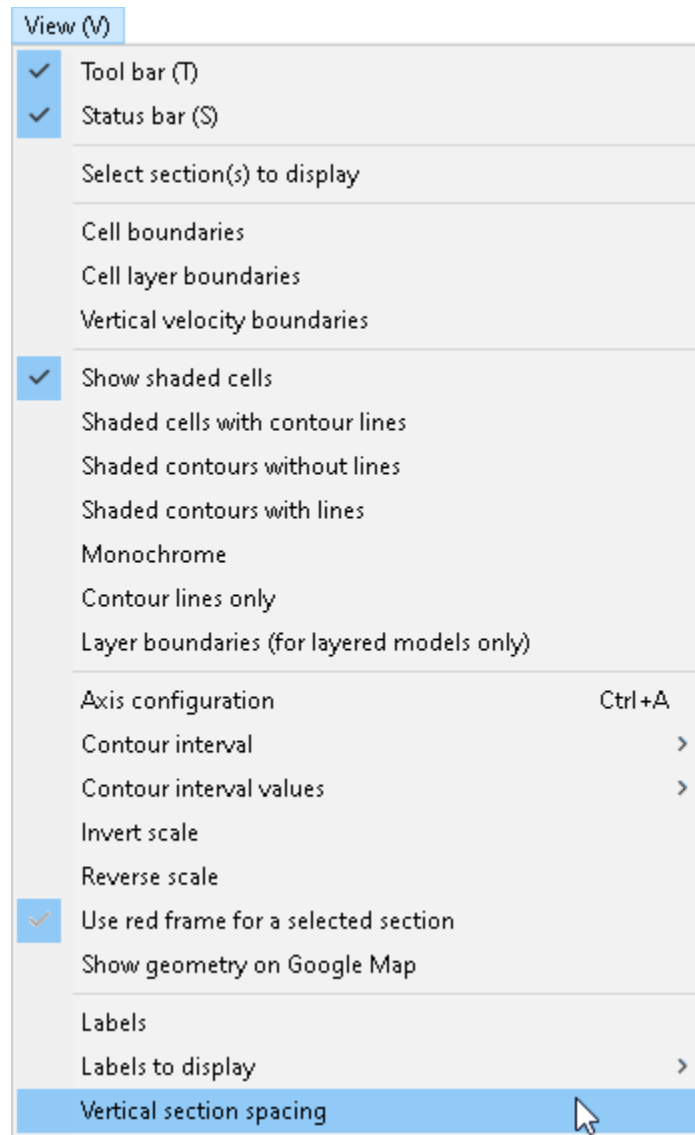 View (V)
Tool bar (T)
Status bar (S)
Select section(s) to display
Cell boundaries
Cell layer boundaries
Vertical velocity boundaries
Show shaded cells
Shaded cells with contour lines
Shaded contours without lines
Shaded contours with lines
Monochrome
Contour lines only
Layer boundaries (for layered models only)
Axis configuration Ctrl+A
Contour interval
Contour interval values
Invert scale
Reverse scale
Use red frame for a selected section
Show geometry on Google Map
Labels
Labels to display
Vertical section spacing